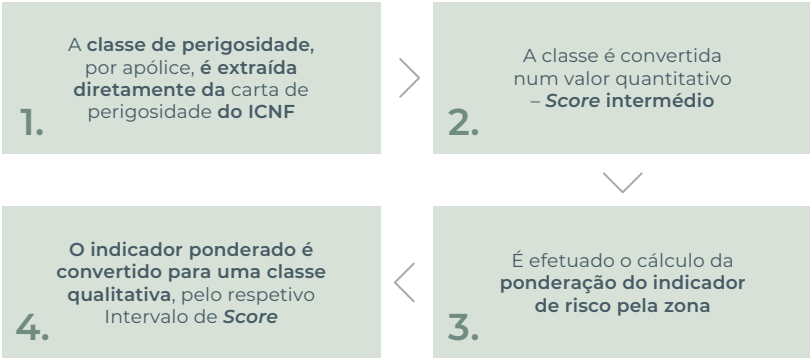 A classe de perigosidade,
por apólice, é extraída
diretamente da carta de
perigosidade do ICNF
1.
A classe é convertida
num valor quantitativo
– Score intermédio
2.
É efetuado o cálculo da
ponderação do indicador
de risco pela zona
3.
O indicador ponderado é
convertido para uma classe
qualitativa, pelo respetivo
Intervalo de Score
4.